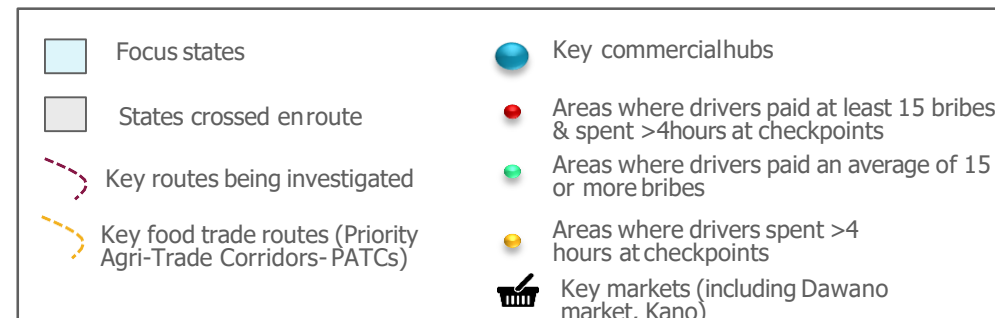 Focus states
States crossed enroute
Key routes being investigated
Key food trade routes (Priority
Agri-Trade Corridors- PATCs)
Key commercialhubs
Areas where drivers paid at least 15 bribes
& spent >4hours at checkpoints
Areas where drivers paid an average of 15
or more bribes
Areas where drivers spent >4
hours at checkpoints
Key markets (including Dawano
market, Kano)